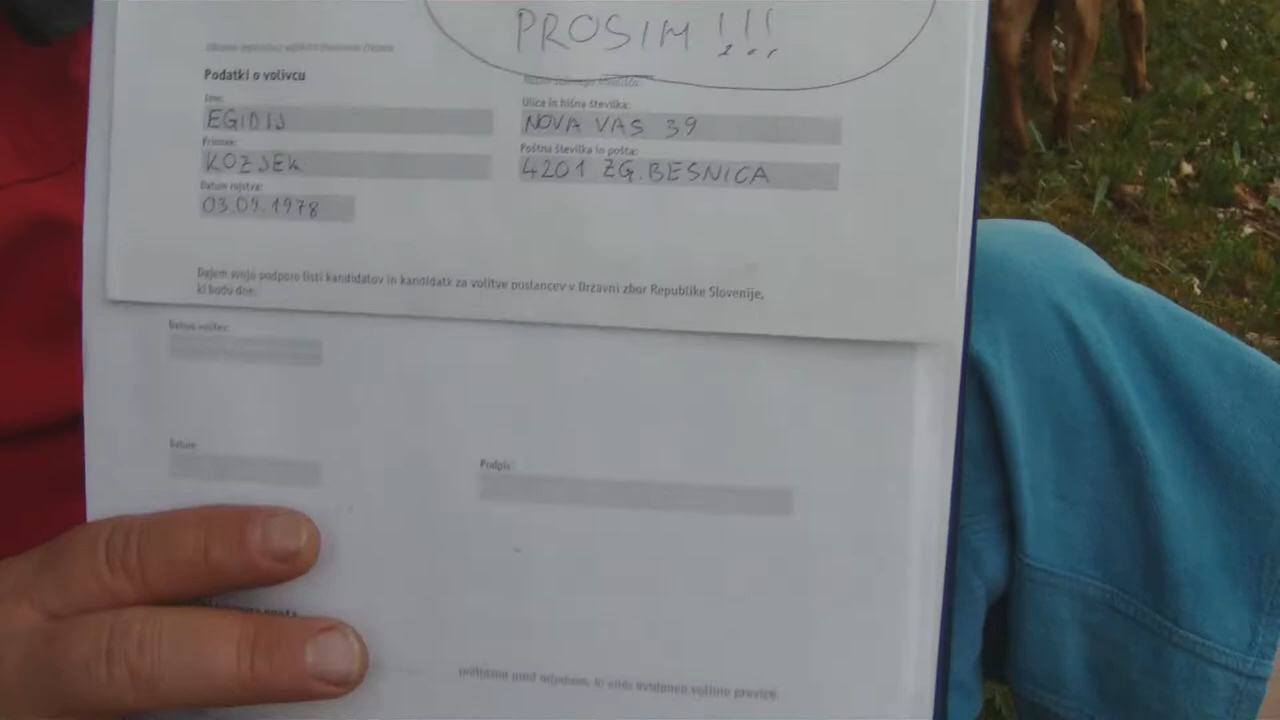 PROSIM !!!
Podatki o volivcu
Ime:
EGIDIJ
Priimek:
KOZJEK
Datum rojstva:
03.09.1978
Ulica in hišna številka:
NOVA VAS 39
Poštna številka in pošta:
4201 ZG. BESNICA
Dajem svojo podporo listi kandidatov in kandidatk za volitve poslancev v Državni zbor Republike Slovenije,
ki bodo dne:
Datum rojstva:
Datum:
Podpis: